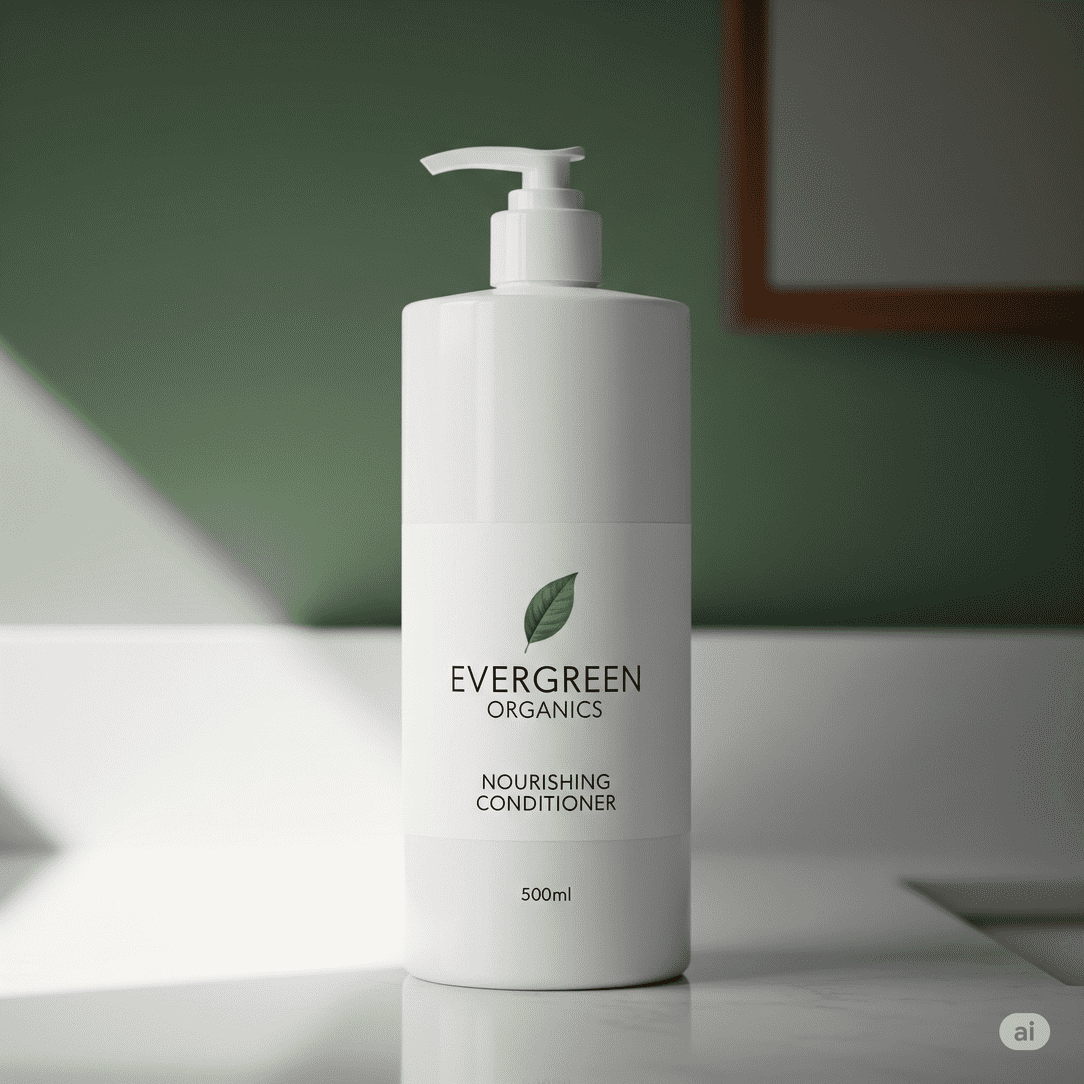 EVERGREEN
ORGANICS
NOURISHING
CONDITIONER
500ml
ai